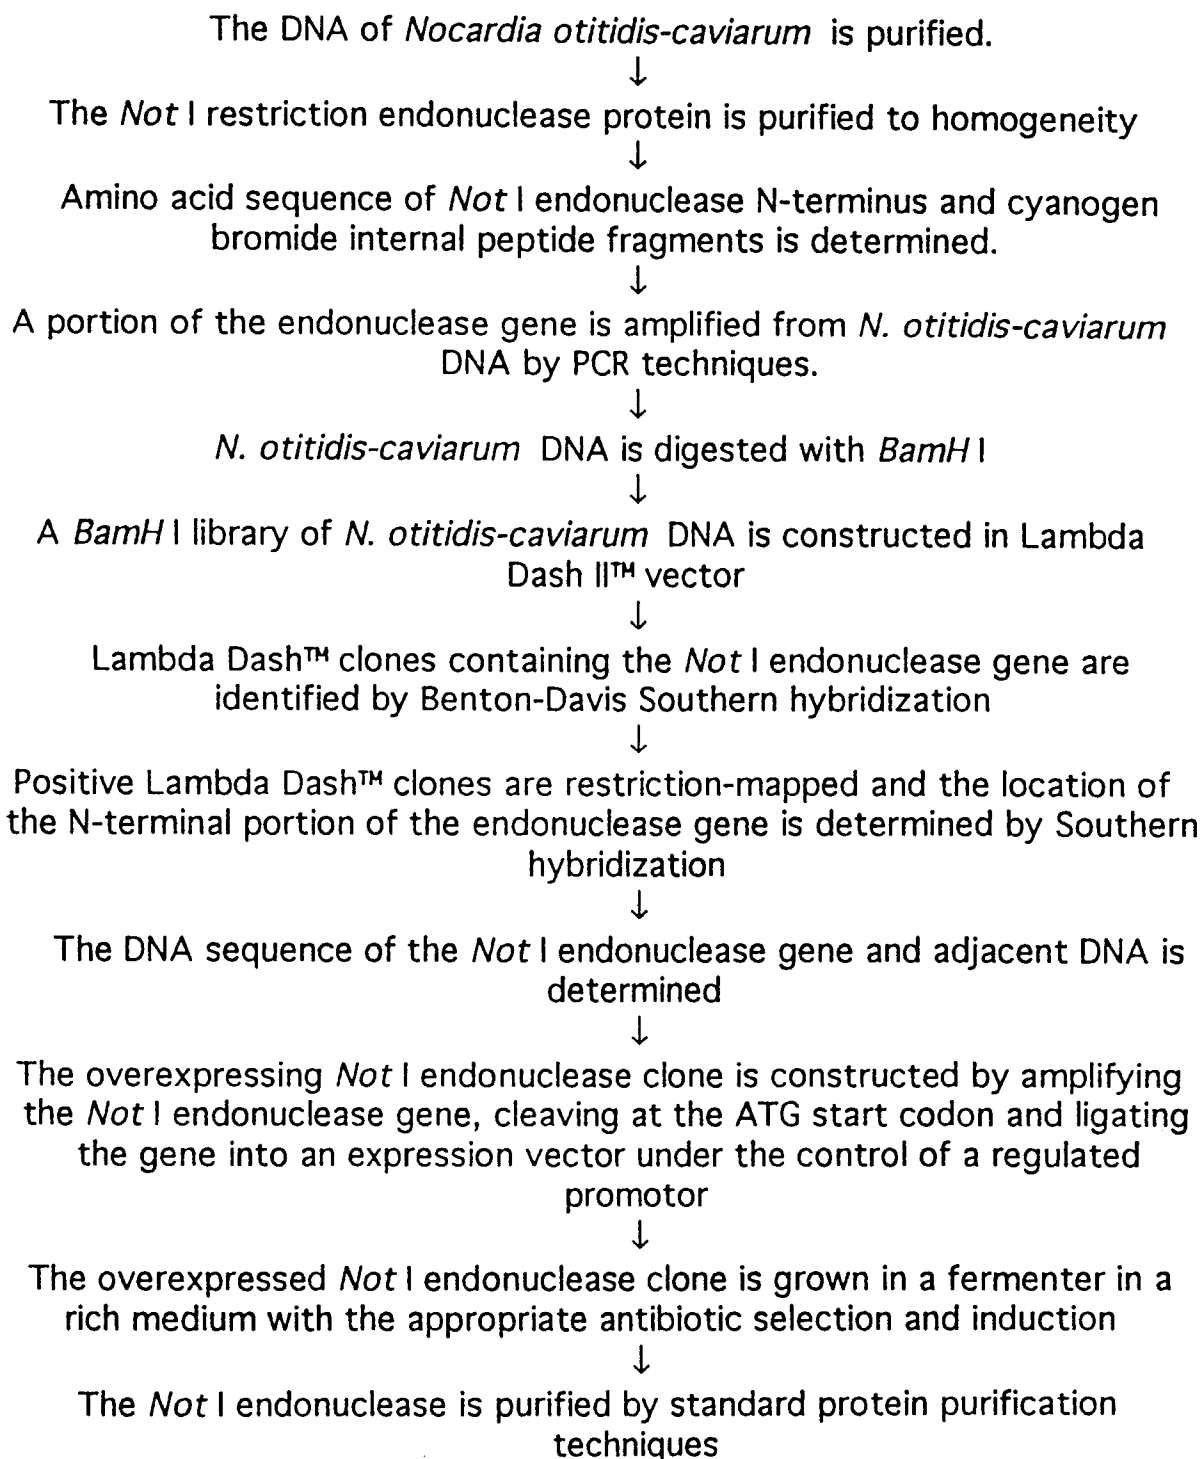 The DNA of Nocardia otitidis-caviarum is purified.
↓
The Not I restriction endonuclease protein is purified to homogeneity
↓
Amino acid sequence of Not I endonuclease N-terminus and cyanogen
bromide internal peptide fragments is determined.
↓
A portion of the endonuclease gene is amplified from N. otitidis-caviarum
DNA by PCR techniques.
↓
N. otitidis-caviarum DNA is digested with BamH I
↓
A BamH I library of N. otitidis-caviarum DNA is constructed in Lambda
Dash II™ vector
↓
Lambda Dash™ clones containing the Not I endonuclease gene are
identified by Benton-Davis Southern hybridization
↓
Positive Lambda Dash™ clones are restriction-mapped and the location of
the N-terminal portion of the endonuclease gene is determined by Southern
hybridization
↓
The DNA sequence of the Not I endonuclease gene and adjacent DNA is
determined
↓
The overexpressing Not I endonuclease clone is constructed by amplifying
the Not I endonuclease gene, cleaving at the ATG start codon and ligating
the gene into an expression vector under the control of a regulated
promotor
↓
The overexpressed Not I endonuclease clone is grown in a fermenter in a
rich medium with the appropriate antibiotic selection and induction
↓
The Not I endonuclease is purified by standard protein purification
techniques